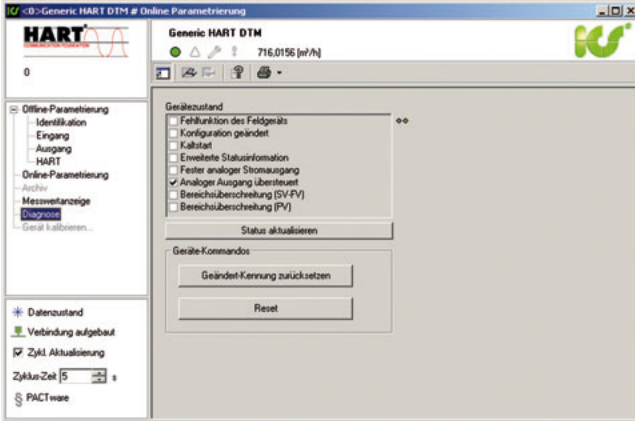 <0>Generic HART DTM # Online Parametrierung
HART
COMMUNICATION FOUNDATION
0
Generic HART DTM
716,0156 [m³/h]
ICS
Offline-Parametrierung
Identifikation
Eingang
Ausgang
HART
Online-Parametrierung
Archiv
Messwertanzeige
Diagnose
Gerät kalibrieren...
Gerätezustand
Fehlfunktion des Feldgeräts
Konfiguration geändert
Kaltstart
Erweiterte Statusinformation
Fester analoger Stromausgang
Analoger Ausgang übersteuert
Bereichsüberschreitung (SV-FV)
Bereichsüberschreitung (PV)
Status aktualisieren
Geräte-Kommandos
Geändert-Kennung zurücksetzen
Reset
Datenzustand
Verbindung aufgebaut
Zykl. Aktualisierung
Zyklus-Zeit 5 s
§ PACTware